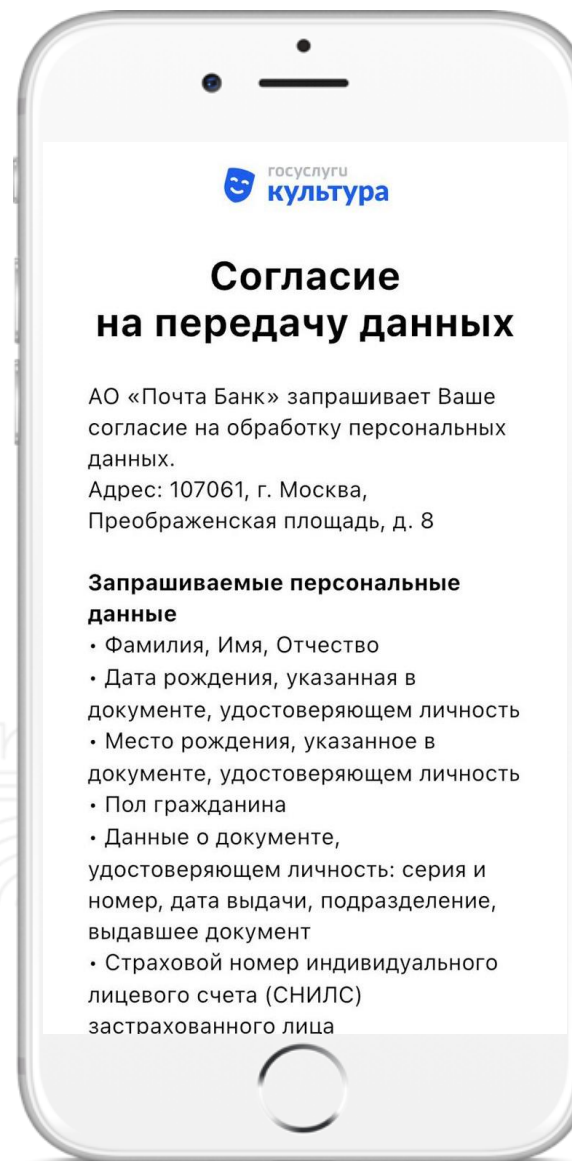 госуслуги
культура
Согласие
на передачу данных
АО «Почта Банк» запрашивает Ваше
согласие на обработку персональных
данных.
Адрес: 107061, г. Москва,
Преображенская площадь, д. 8
Запрашиваемые персональные
данные
• Фамилия, Имя, Отчество
• Дата рождения, указанная в
документе, удостоверяющем личность
• Место рождения, указанное в
документе, удостоверяющем личность
• Пол гражданина
• Данные о документе,
удостоверяющем личность: серия и
номер, дата выдачи, подразделение,
выдавшее документ
• Страховой номер индивидуального
лицевого счета (СНИЛС)
застрахованного лица